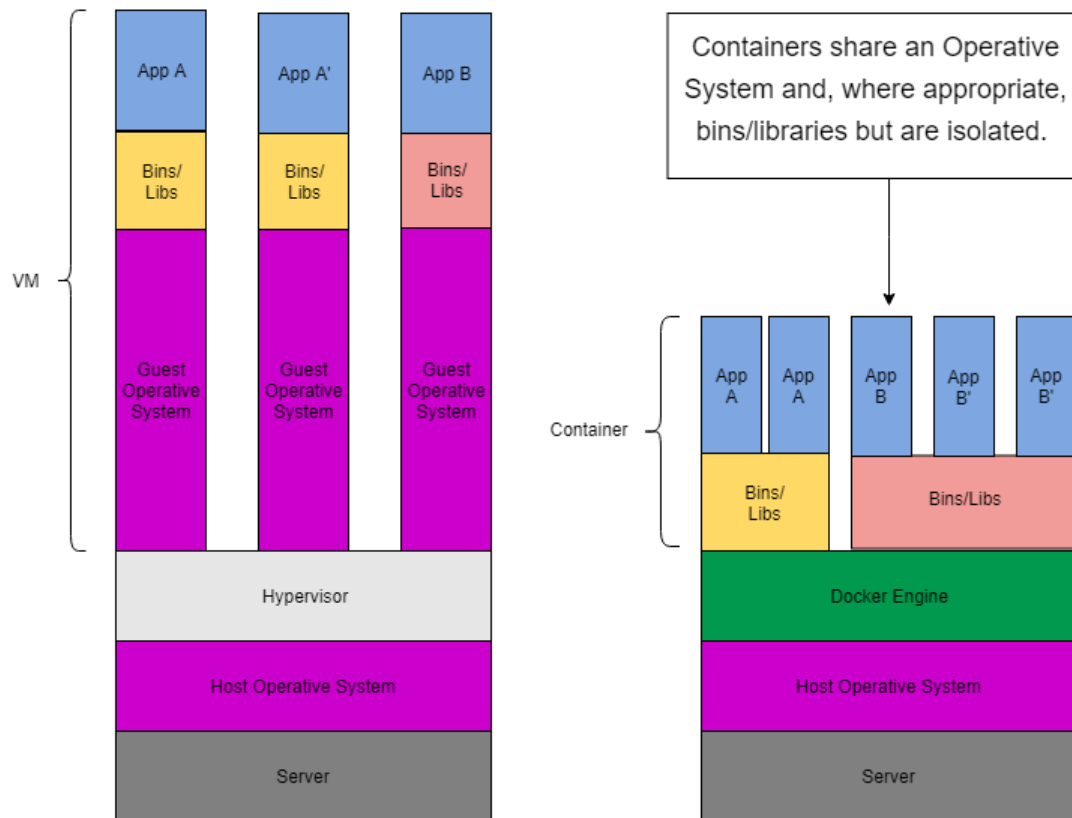 App A
App A'
App B
Bins/
Libs
Bins/
Libs
Bins/
Libs
VM
Guest
Operative
System
Guest
Operative
System
Guest
Operative
System
Hypervisor
Host Operative System
Server
Containers share an Operative
System and, where appropriate,
bins/libraries but are isolated.
Container
App
A
App
A
App
B
App
B'
App
B'
Bins/
Libs
Bins/Libs
Docker Engine
Host Operative System
Server